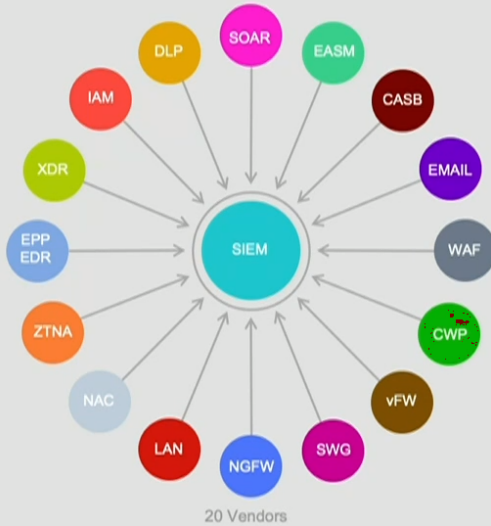 SOAR
DLP
EASM
IAM
CASB
XDR
EMAIL
EPP
EDR
SIEM
WAF
ZTNA
CWP
NAC
vFW
LAN
SWG
NGFW
20 Vendors